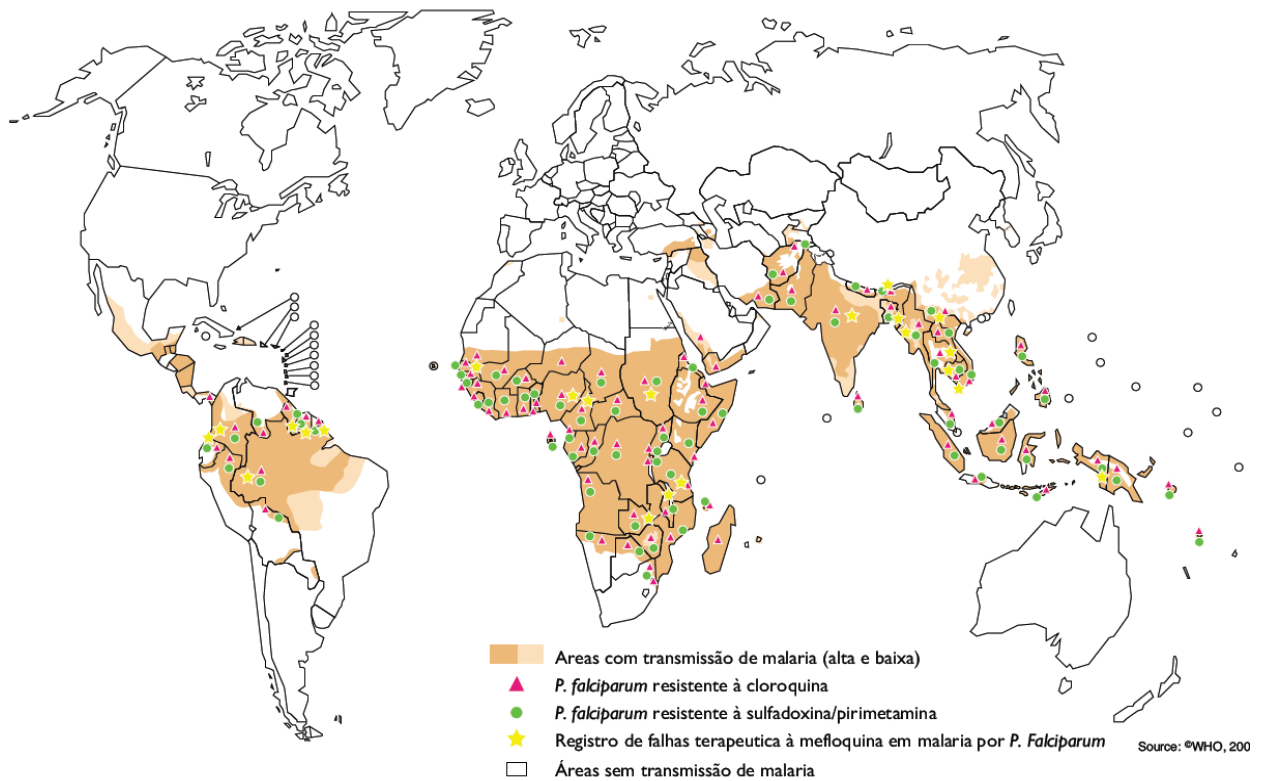 Areas com transmissão de malaria (alta e baixa)
P. falciparum resistente à cloroquina
P. falciparum resistente à sulfadoxina/pirimetamina
Registro de falhas terapeutica à mefloquina em malaria por P. Falciparum
Áreas sem transmissão de malaria
Source: ©WHO, 200